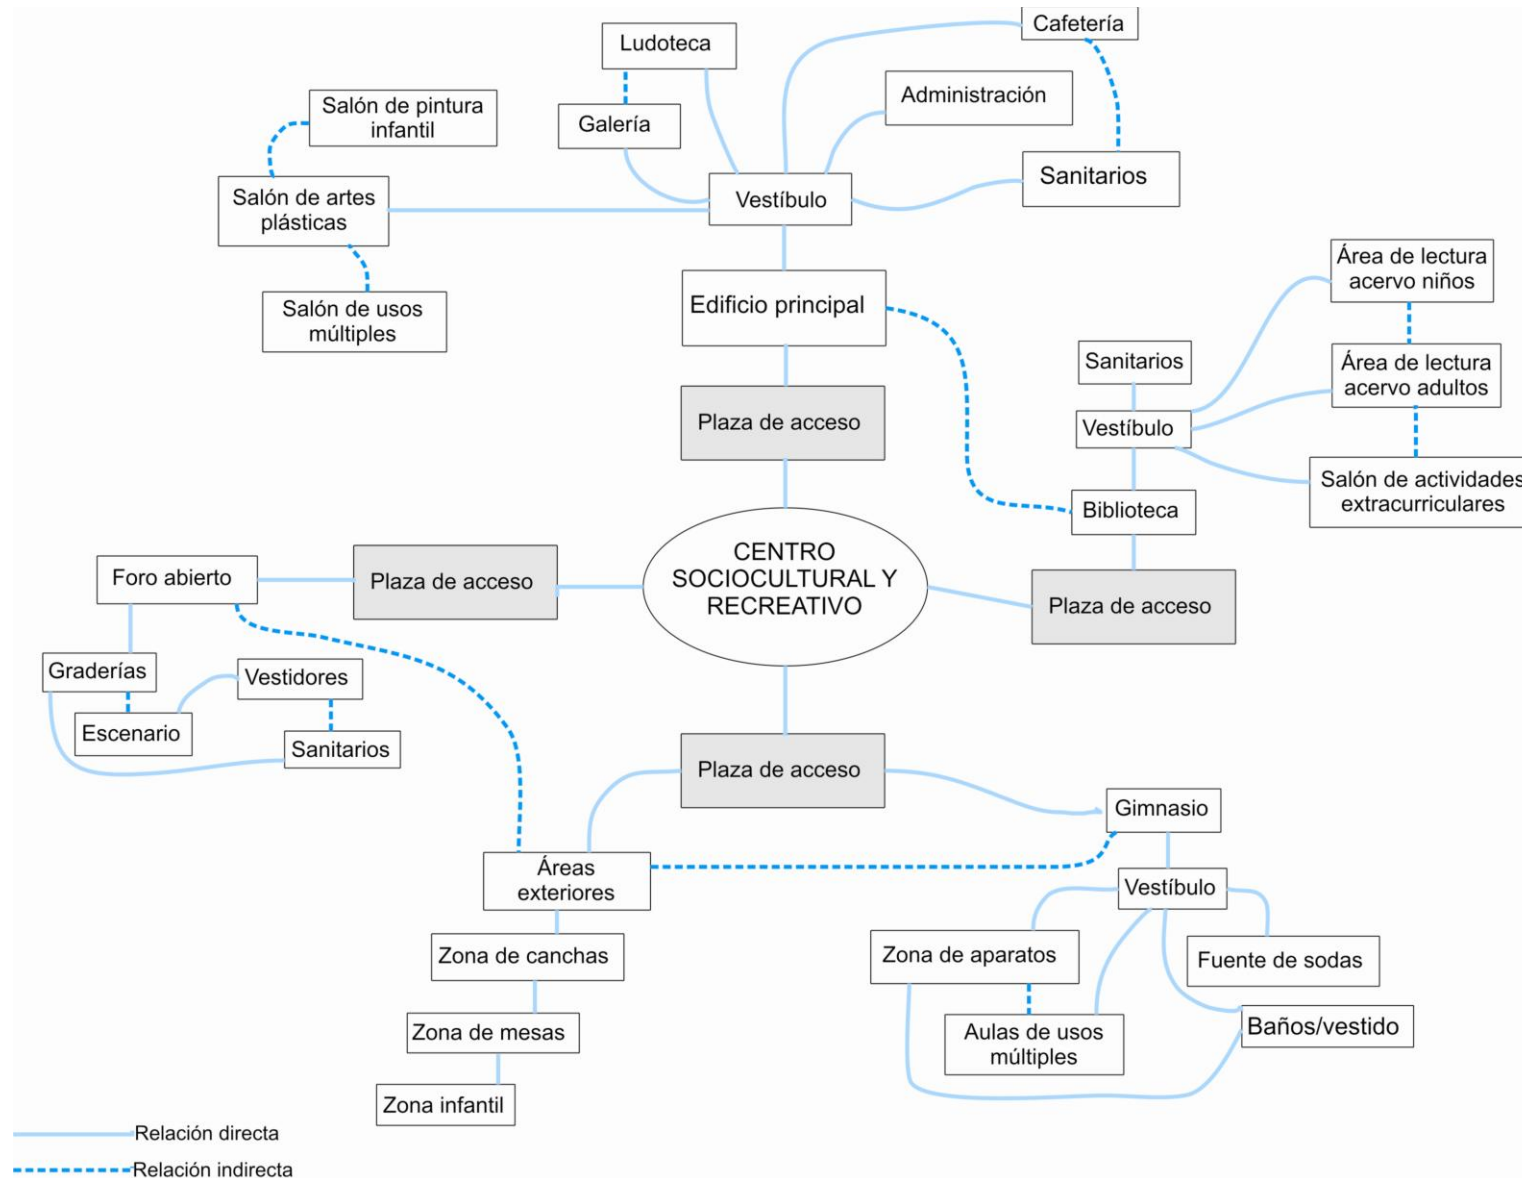 Cafetería
Ludoteca
Administración
Salón de pintura
infantil
Galería
Sanitarios
Salón de artes
plásticas
Vestíbulo
Salón de usos
múltiples
Edificio principal
Área de lectura
acervo niños
Sanitarios
Área de lectura
acervo adultos
Plaza de acceso
Vestíbulo
Salón de actividades
extracurriculares
Biblioteca
CENTRO
SOCIOCULTURAL Y
RECREATIVO
Foro abierto
Plaza de acceso
Plaza de acceso
Graderías
Vestidores
Escenario
Sanitarios
Plaza de acceso
Gimnasio
Áreas
exteriores
Vestíbulo
Zona de canchas
Zona de aparatos
Fuente de sodas
Zona de mesas
Aulas de usos
múltiples
Baños/vestido
Zona infantil
Relación directa
Relación indirecta